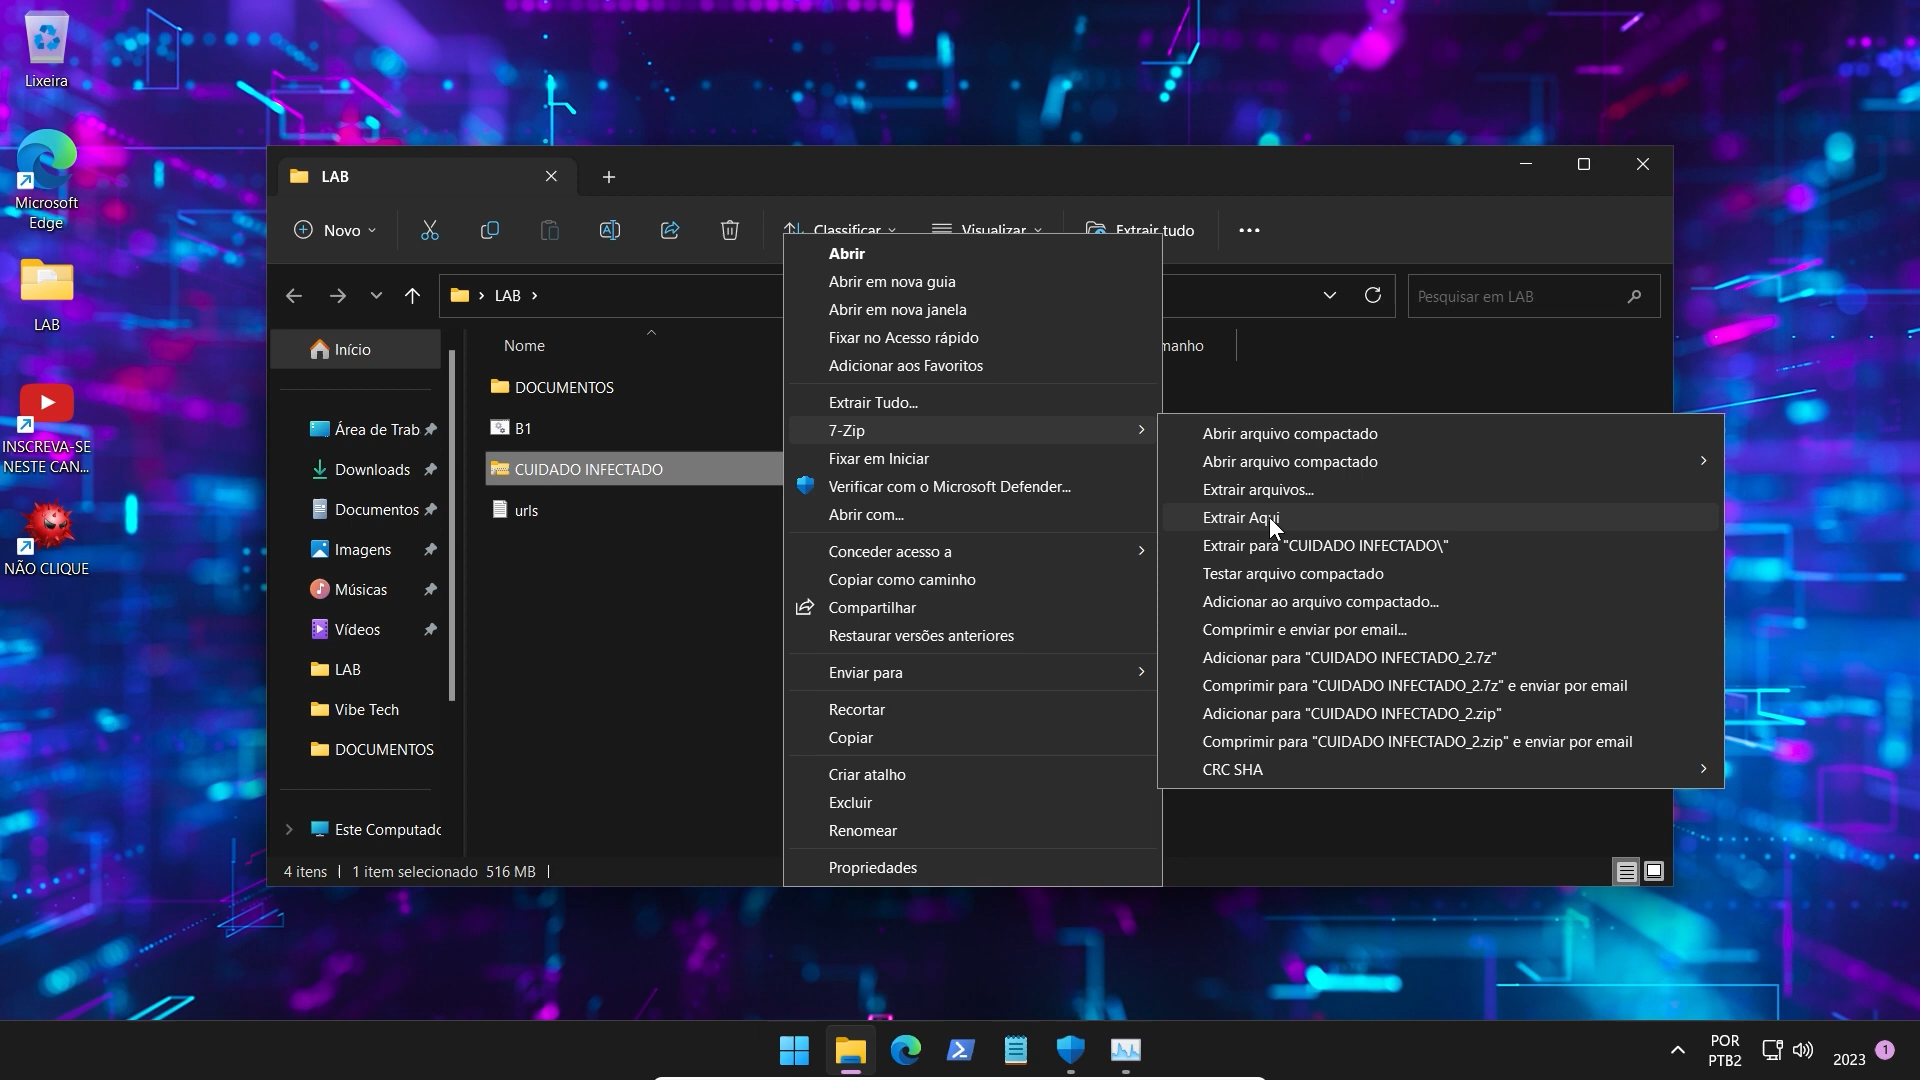 Lixeira
Microsoft
Edge
LAB
INSCREVA-SE
NESTE CAN...
NÃO CLIQUE
LAB
Novo
Classificar
Visualizar
Extrair tudo
LAB
Pesquisar em LAB
Início
Área de Trab
Downloads
Documentos
Imagens
Músicas
Vídeos
LAB
Vibe Tech
DOCUMENTOS
Este Computado
Nome
manho
DOCUMENTOS
B1
CUIDADO INFECTADO
urls
Abrir
Abrir em nova guia
Abrir em nova janela
Fixar no Acesso rápido
Adicionar aos Favoritos
Extrair Tudo...
7-Zip
Fixar em Iniciar
Verificar com o Microsoft Defender...
Abrir com...
Conceder acesso a
Copiar como caminho
Compartilhar
Restaurar versões anteriores
Enviar para
Recortar
Copiar
Criar atalho
Excluir
Renomear
Propriedades
Abrir arquivo compactado
Abrir arquivo compactado
Extrair arquivos...
Extrair Aqui
Extrair para "CUIDADO INFECTADO\"
Testar arquivo compactado
Adicionar ao arquivo compactado...
Comprimir e enviar por email...
Adicionar para "CUIDADO INFECTADO_2.7z"
Comprimir para "CUIDADO INFECTADO_2.7z" e enviar por email
Adicionar para "CUIDADO INFECTADO_2.zip"
Comprimir para "CUIDADO INFECTADO_2.zip" e enviar por email
CRC SHA
4 itens
1 item selecionado 516 MB
POR
PTB2
2023
1